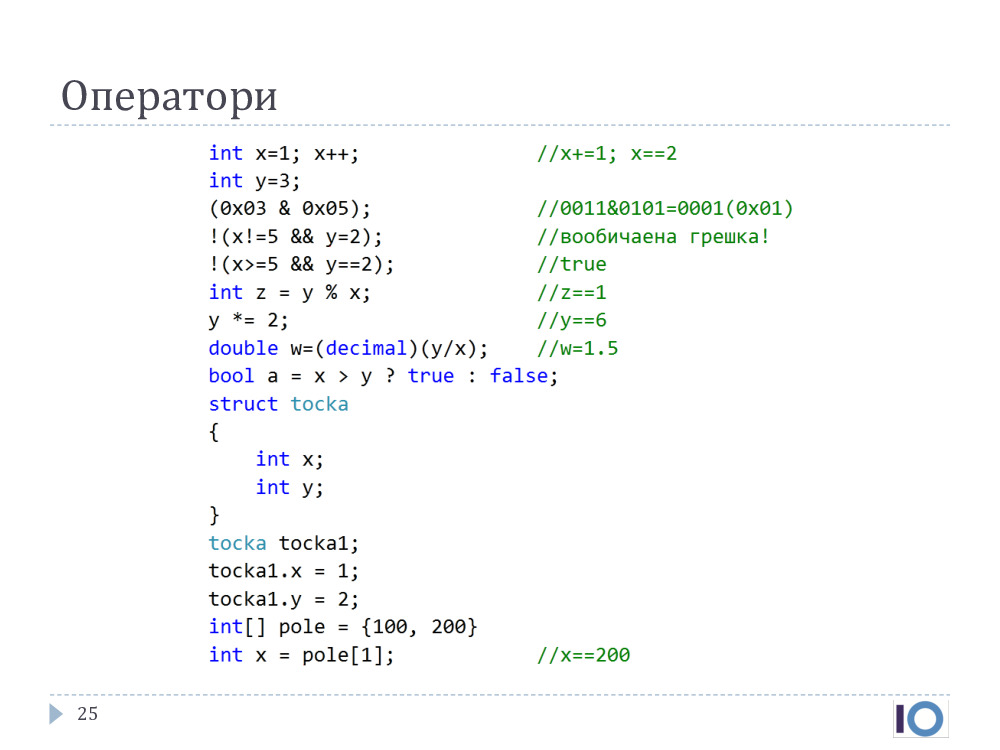 Оператори
int x=1; x++; //x+=1; x==2
int y=3;
(0x03 & 0x05); //0011&0101=0001(0x01)
!(x!=5 && y=2); //вообичаена грешка!
!(x>=5 && y==2); //true
int z = y % x; //z==1
y *= 2; //y==6
double w=(decimal)(y/x); //w=1.5
bool a = x > y ? true : false;
struct tocka
{
int x;
int y;
}
tocka tocka1;
tocka1.x = 1;
tocka1.y = 2;
int[] pole = {100, 200}
int x = pole[1]; //x==200
25
IO